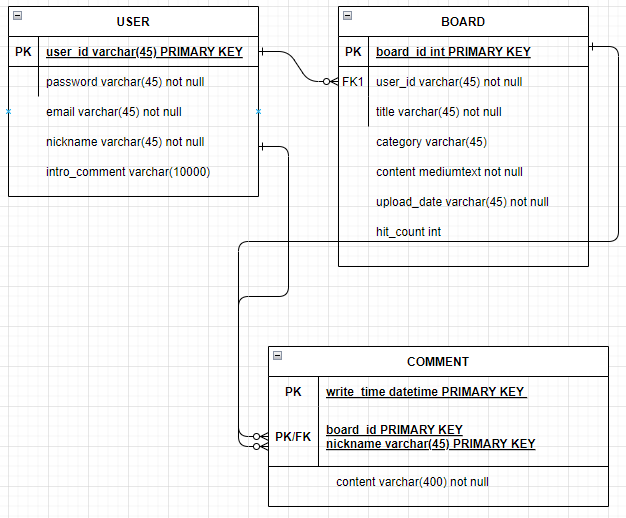 USER
PK user_id varchar(45) PRIMARY KEY
password varchar(45) not null
email varchar(45) not null
nickname varchar(45) not null
intro_comment varchar(10000)
BOARD
PK board_id int PRIMARY KEY
FK1 user_id varchar(45) not null
title varchar(45) not null
category varchar(45)
content mediumtext not null
upload_date varchar(45) not null
hit_count int
COMMENT
PK write_time datetime PRIMARY KEY
PK/FK board_id PRIMARY KEY
nickname varchar(45) PRIMARY KEY
content varchar(400) not null